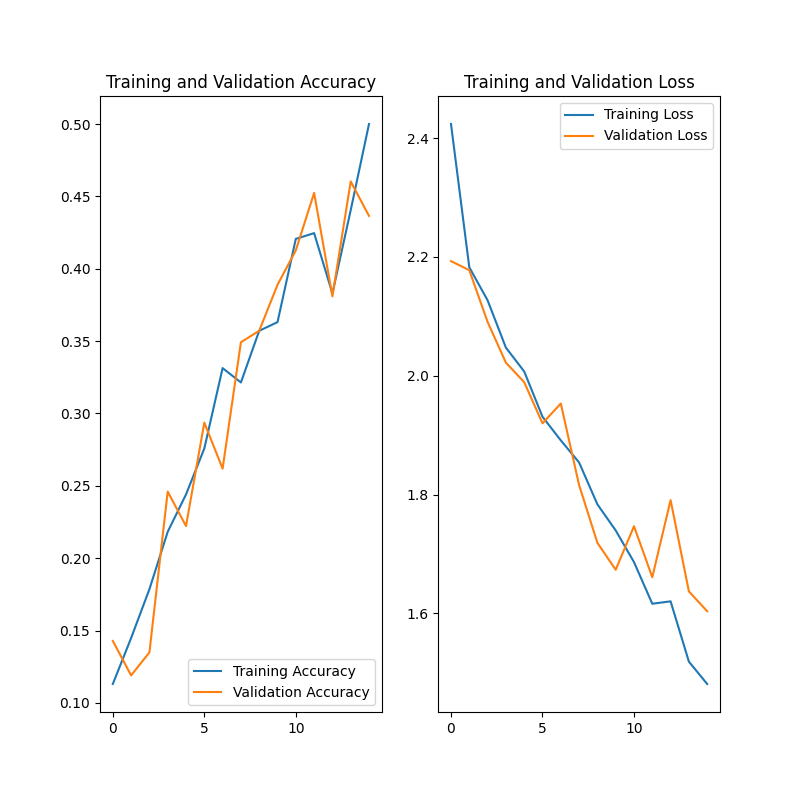 Training and Validation Accuracy
0.50
0.45
0.40
0.35
0.30
0.25
0.20
0.15
0.10
0 5 10
Training Accuracy
Validation Accuracy
Training and Validation Loss
2.4
2.2
2.0
1.8
1.6
0 5 10
Training Loss
Validation Loss